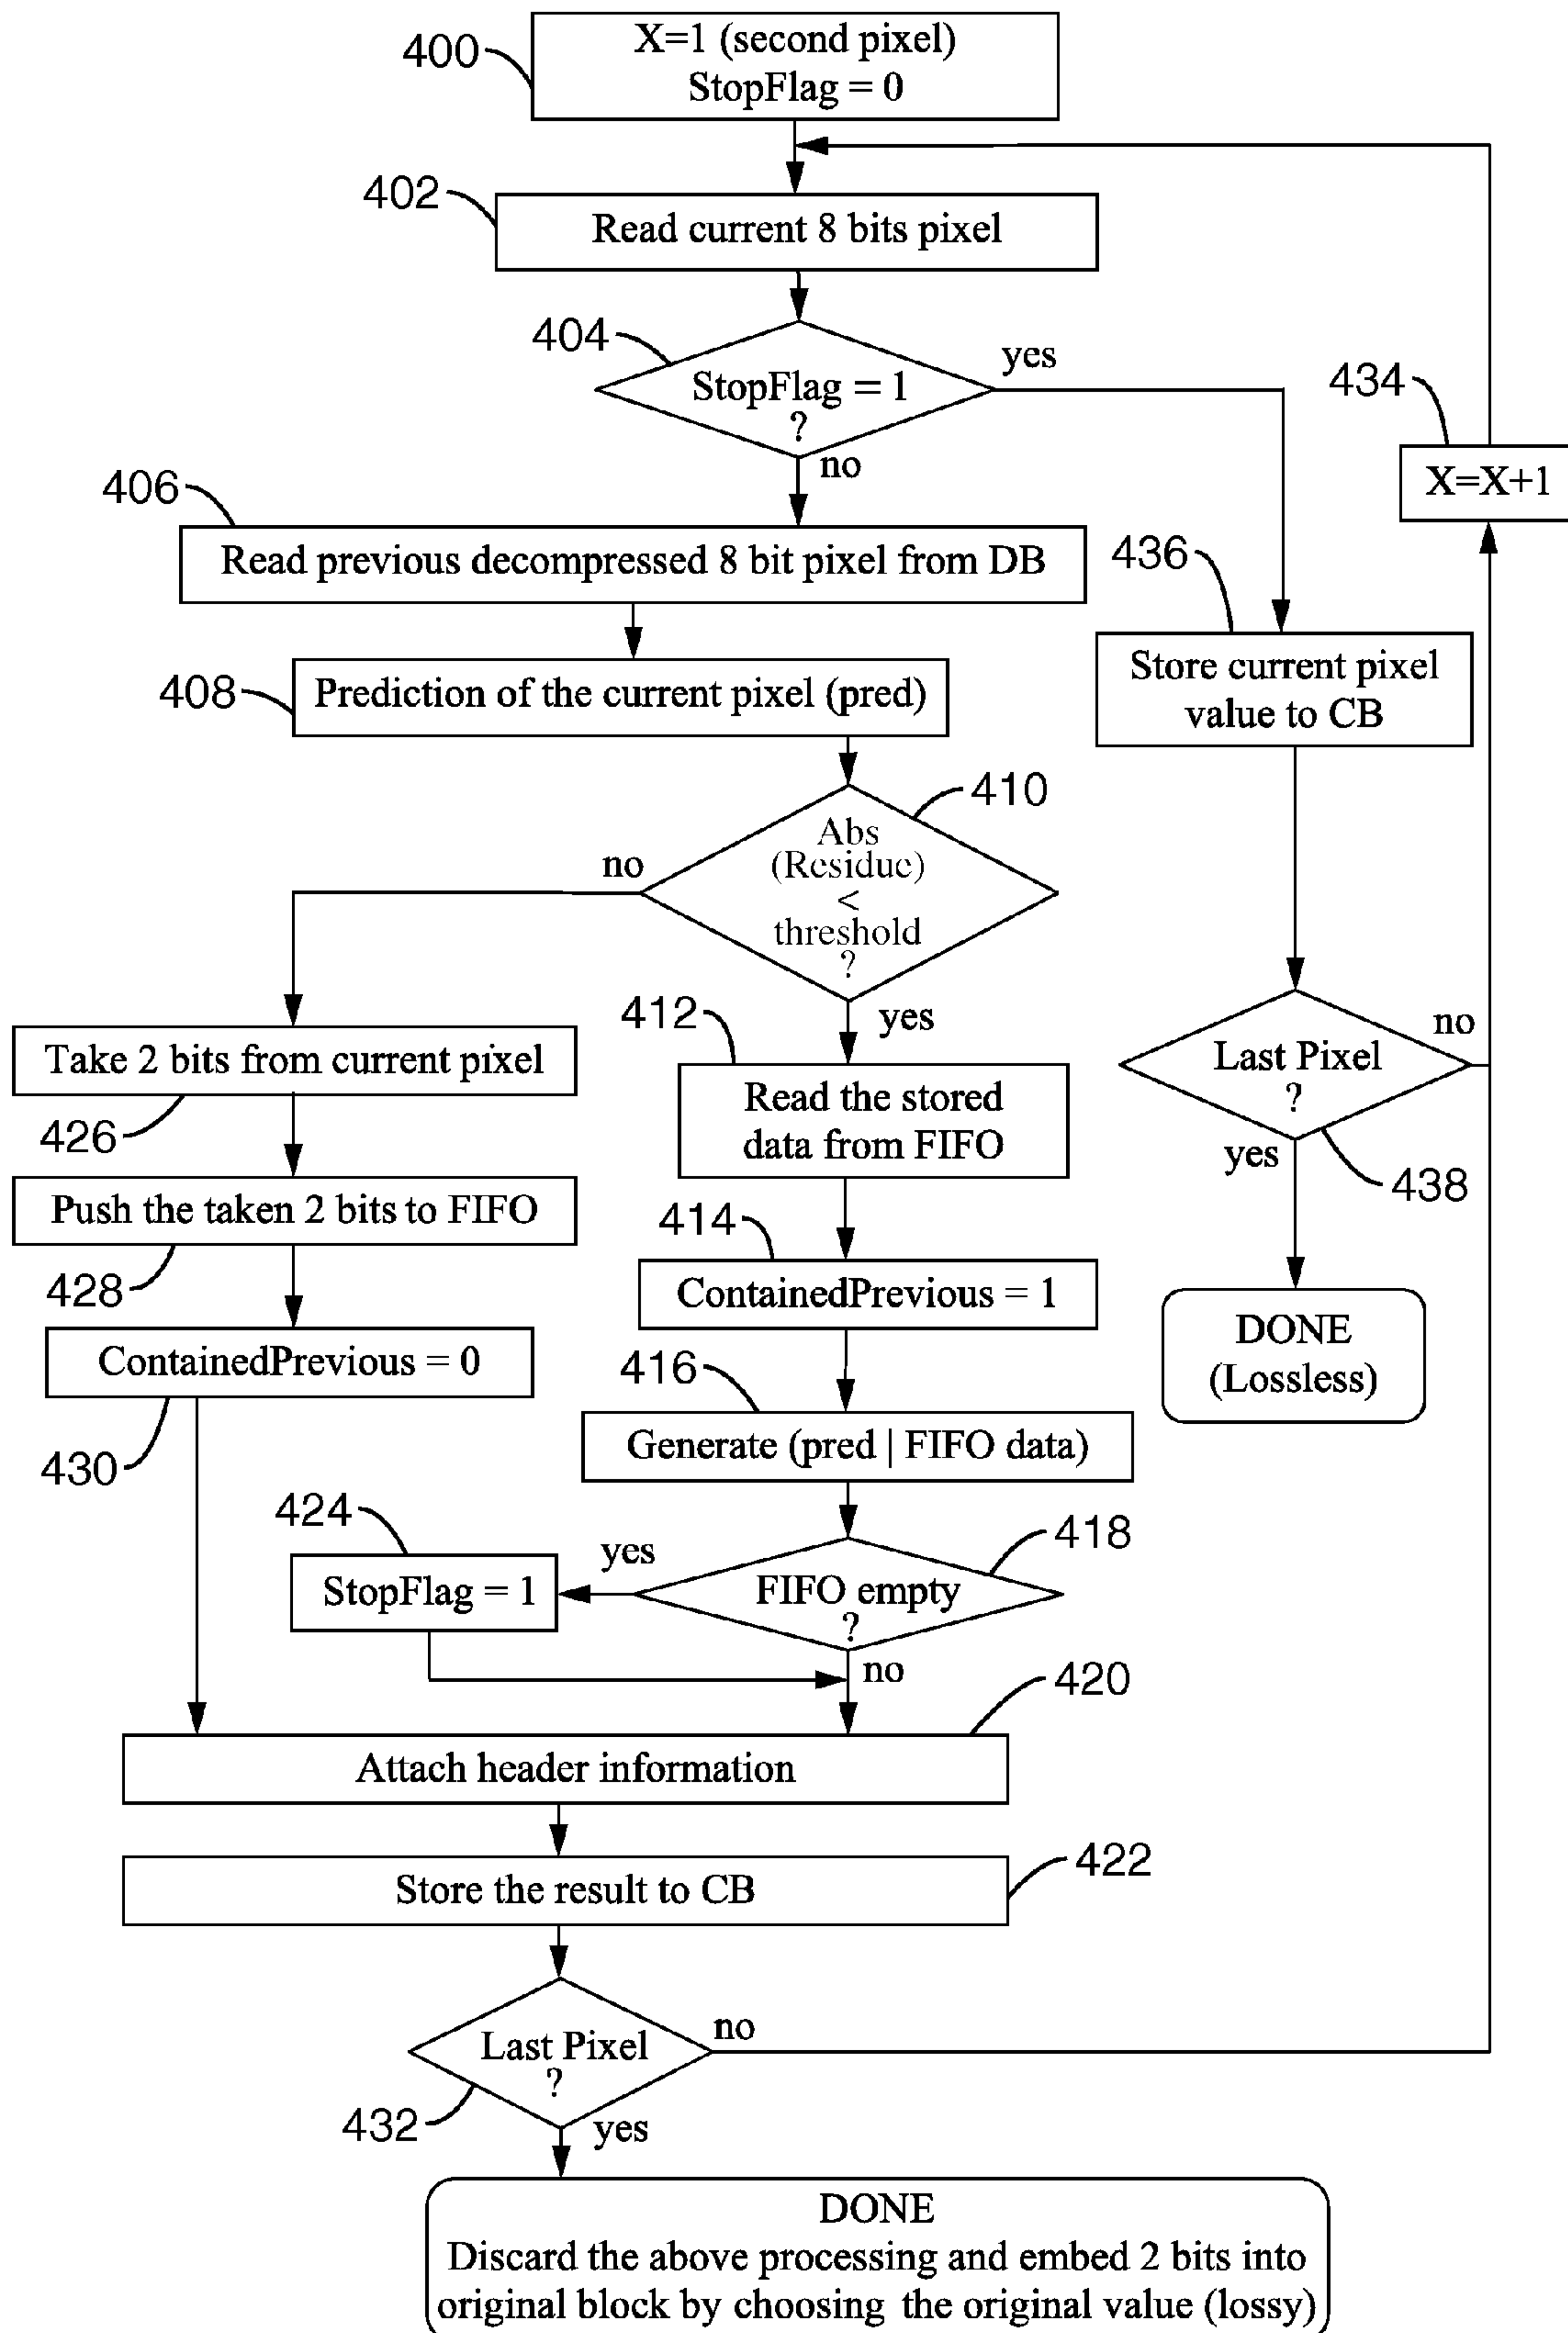 400
X=1 (second pixel)
StopFlag = 0
402
Read current 8 bits pixel
404
StopFlag = 1
?
yes
no
434
X=X+1
406
Read previous decompressed 8 bit pixel from DB
436
Store current pixel
value to CB
408
Prediction of the current pixel (pred)
410
Abs
(Residue)
<
threshold
?
no
yes
412
Read the stored
data from FIFO
Take 2 bits from current pixel
426
Last Pixel
?
no
yes
438
Push the taken 2 bits to FIFO
428
414
ContainedPrevious = 1
ContainedPrevious = 0
430
DONE
(Lossless)
416
Generate (pred | FIFO data)
424
StopFlag = 1
yes
418
FIFO empty
?
no
420
Attach header information
422
Store the result to CB
Last Pixel
?
no
432
yes
DONE
Discard the above processing and embed 2 bits into
original block by choosing the original value (lossy)